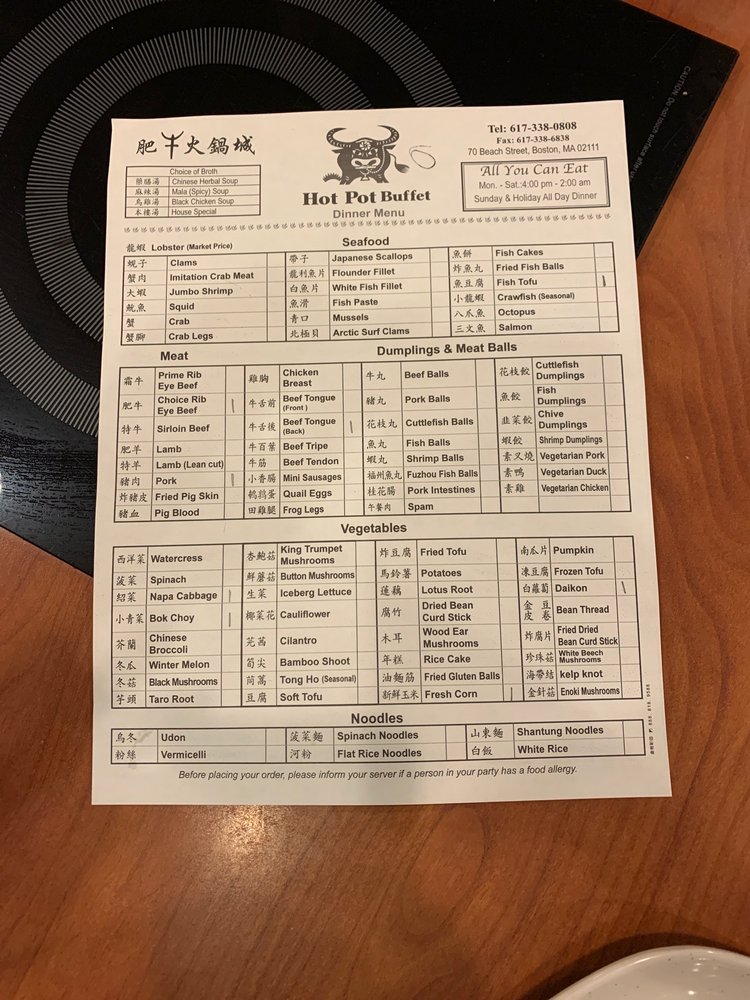 肥牛火鍋城
Choice of Broth
藥膳湯 Chinese Herbal Soup
麻辣湯 Mala (Spicy) Soup
烏雞湯 Black Chicken Soup
本樓湯 House Special
Hot Pot Buffet
Dinner Menu
Tel: 617-338-0808
Fax: 617-338-6838
70 Beach Street, Boston, MA 02111
All You Can Eat
Mon. - Sat.:4:00 pm - 2:00 am
Sunday & Holiday All Day Dinner
Seafood
龍蝦 Lobster (Market Price)
蜆子 Clams
蟹肉 Imitation Crab Meat
大蝦 Jumbo Shrimp
魷魚 Squid
蟹 Crab
蟹腳 Crab Legs
帶子 Japanese Scallops
龍利魚片 Flounder Fillet
白魚片 White Fish Fillet
魚滑 Fish Paste
青口 Mussels
北極貝 Arctic Surf Clams
魚餅 Fish Cakes
炸魚丸 Fried Fish Balls
魚豆腐 Fish Tofu
小龍蝦 Crawfish (Seasonal)
八爪魚 Octopus
三文魚 Salmon
Meat
霜牛 Prime Rib
Eye Beef
肥牛 Choice Rib
Eye Beef
特牛 Sirloin Beef
肥羊 Lamb
特羊 Lamb (Lean cut)
豬肉 Pork
炸豬皮 Fried Pig Skin
豬血 Pig Blood
雞胸 Chicken
Breast
牛舌前 Beef Tongue
(Front )
牛舌後 Beef Tongue
(Back)
牛百葉 Beef Tripe
牛筋 Beef Tendon
小香腸 Mini Sausages
鹌鹑蛋 Quail Eggs
田雞腿 Frog Legs
Dumplings & Meat Balls
牛丸 Beef Balls
豬丸 Pork Balls
花枝丸 Cuttlefish Balls
魚丸 Fish Balls
蝦丸 Shrimp Balls
福州魚丸 Fuzhou Fish Balls
桂花腸 Pork Intestines
午餐肉 Spam
花枝餃 Cuttlefish
Dumplings
魚餃 Fish
Dumplings
韭菜餃 Chive
Dumplings
蝦餃 Shrimp Dumplings
素叉燒 Vegetarian Pork
素鴨 Vegetarian Duck
素雞 Vegetarian Chicken
Vegetables
西洋菜 Watercress
菠菜 Spinach
紹菜 Napa Cabbage
小青菜 Bok Choy
芥蘭 Chinese
Broccoli
冬瓜 Winter Melon
冬菇 Black Mushrooms
芋頭 Taro Root
杏鮑菇 King Trumpet
Mushrooms
鮮蘑菇 Button Mushrooms
生菜 Iceberg Lettuce
椰菜花 Cauliflower
芫茜 Cilantro
筍尖 Bamboo Shoot
茼萵 Tong Ho (Seasonal)
豆腐 Soft Tofu
炸豆腐 Fried Tofu
馬鈴薯 Potatoes
蓮藕 Lotus Root
腐竹 Dried Bean
Curd Stick
木耳 Wood Ear
Mushrooms
年糕 Rice Cake
油麵筋 Fried Gluten Balls
新鮮玉米 Fresh Corn
南瓜片 Pumpkin
凍豆腐 Frozen Tofu
白蘿蔔 Daikon
金豆
皮卷 Bean Thread
炸腐片 Fried Dried
Bean Curd Stick
珍珠菇 White Beech
Mushrooms
海帶結 kelp knot
金針菇 Enoki Mushrooms
Noodles
烏冬 Udon
粉絲 Vermicelli
菠菜麵 Spinach Noodles
河粉 Flat Rice Noodles
山東麵 Shantung Noodles
白飯 White Rice
Before placing your order, please inform your server if a person in your party has a food allergy.
CAUTION: Do not touch surface after